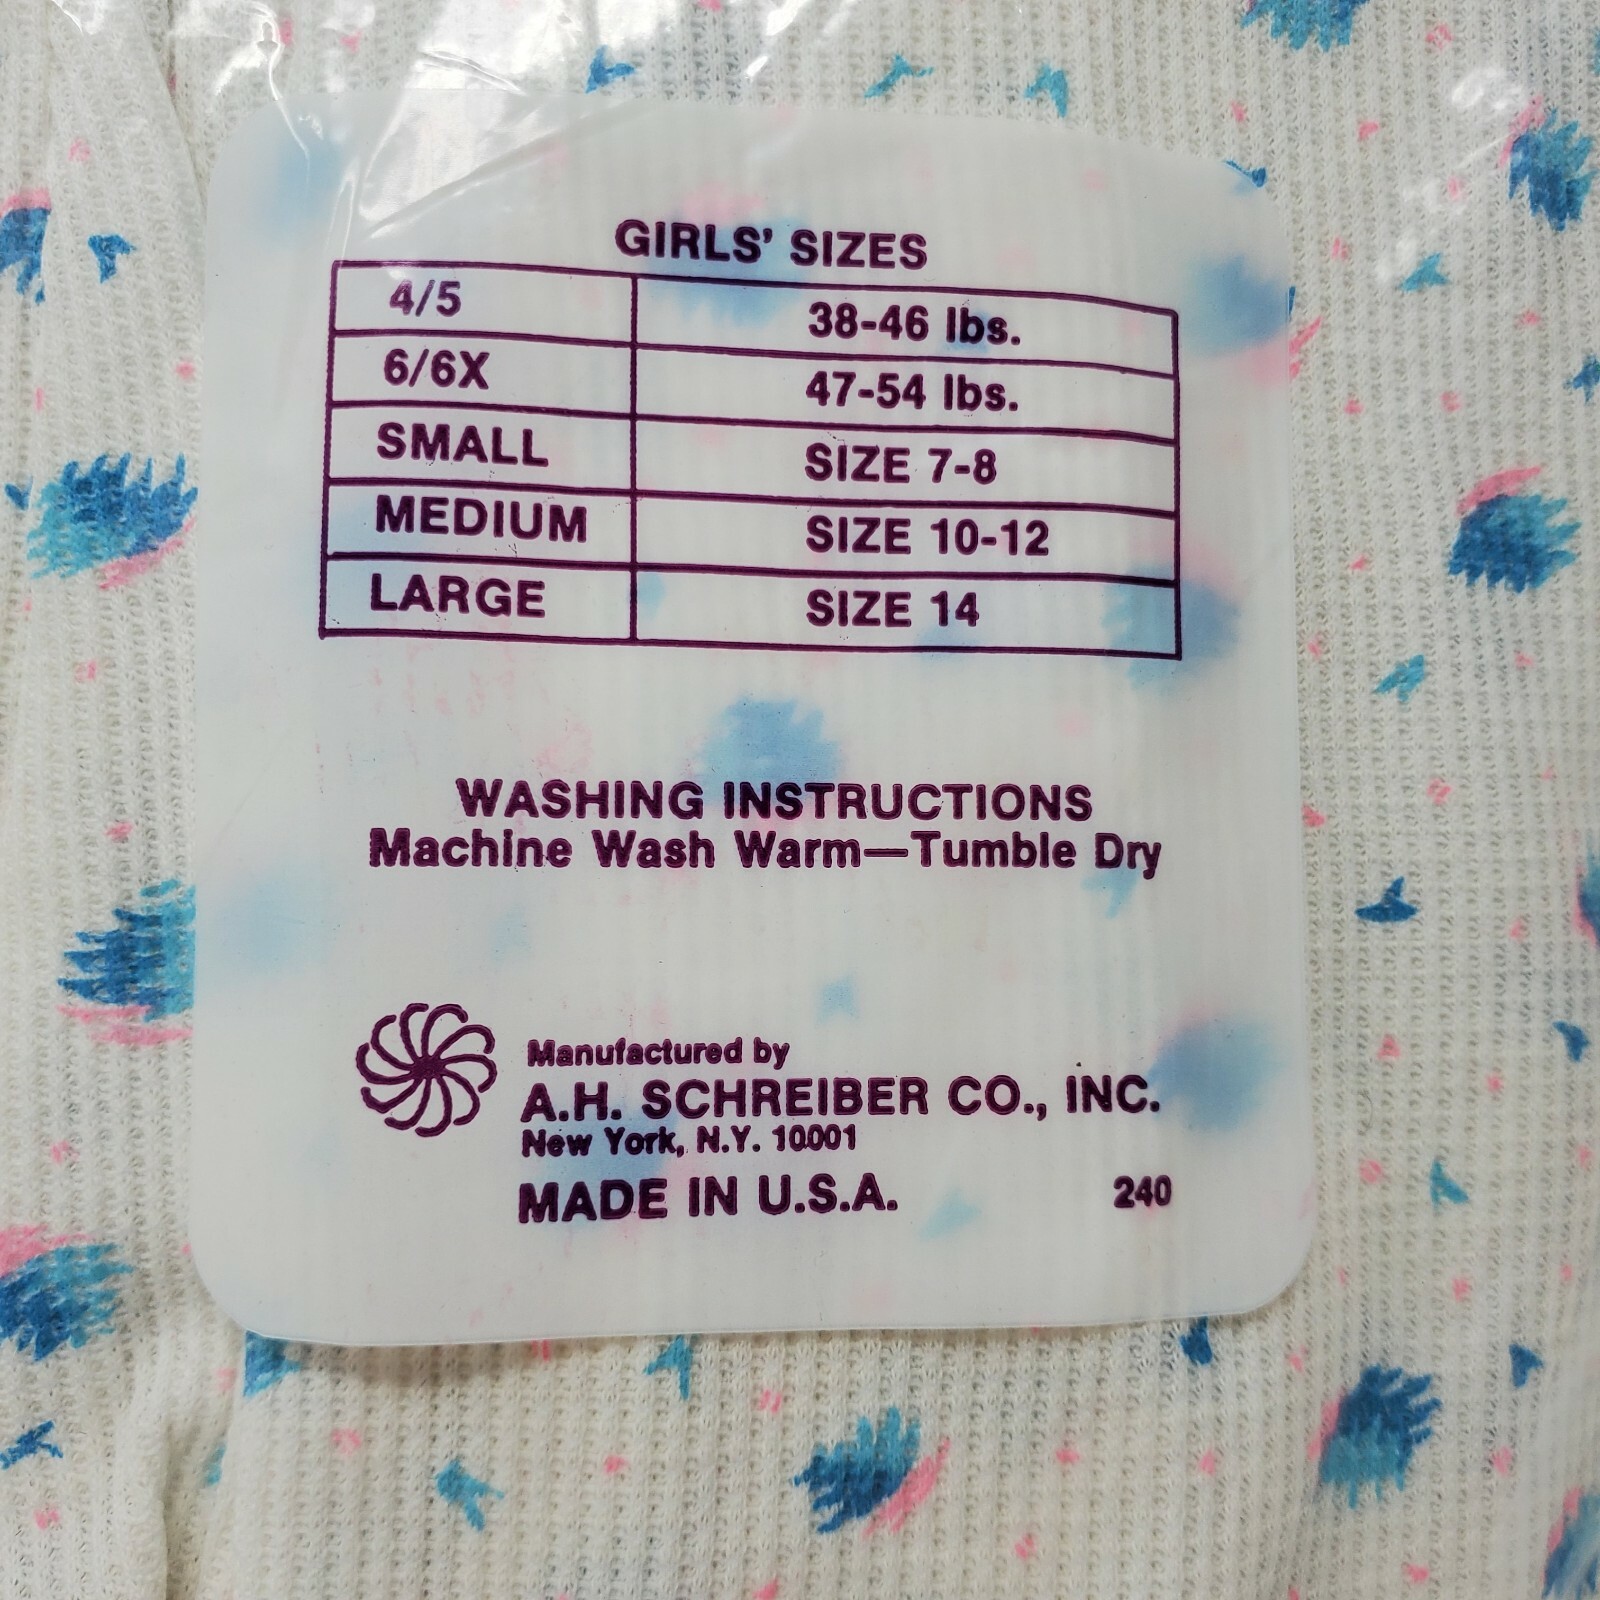 GIRLS' SIZES
4/5 38-46 lbs.
6/6X 47-54 lbs.
SMALL SIZE 7-8
MEDIUM SIZE 10-12
LARGE SIZE 14
WASHING INSTRUCTIONS
Machine Wash Warm—Tumble Dry
Manufactured by
A.H. SCHREIBER CO., INC.
New York, N.Y. 10001
MADE IN U.S.A. 240